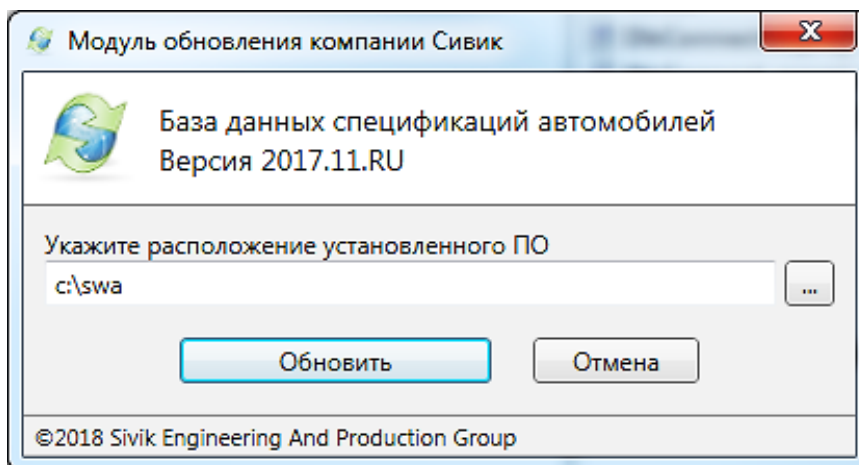 Модуль обновления компании Сивик
База данных спецификаций автомобилей
Версия 2017.11.RU
Укажите расположение установленного ПО
c:\swa
...
Обновить
Отмена
©2018 Sivik Engineering And Production Group